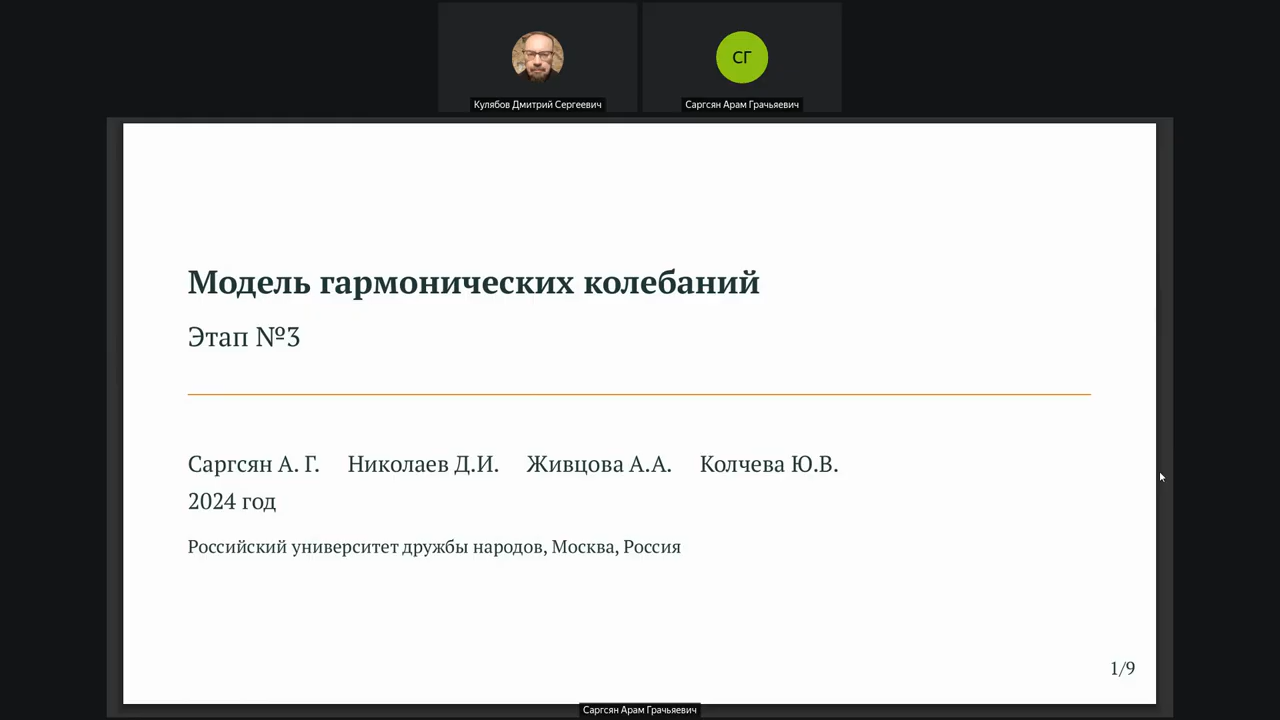 СГ
Кулябов Дмитрий Сергеевич
Саргсян Арам Грачьяевич
Модель гармонических колебаний
Этап №3
Саргсян А. Г. Николаев Д.И. Живцова А.А. Колчева Ю.В.
2024 год
Российский университет дружбы народов, Москва, Россия
1/9
Саргсян Арам Грачьяевич